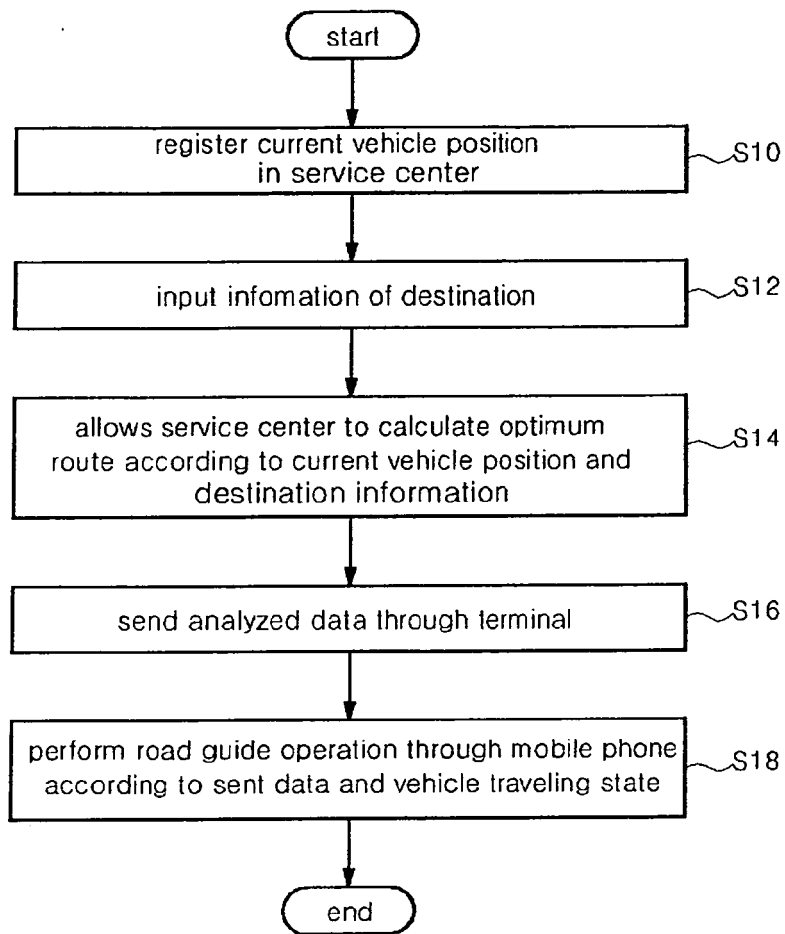 start
register current vehicle position
in service center
S10
input infomation of destination
S12
allows service center to calculate optimum
route according to current vehicle position and
destination information
S14
send analyzed data through terminal
S16
perform road guide operation through mobile phone
according to sent data and vehicle traveling state
S18
end